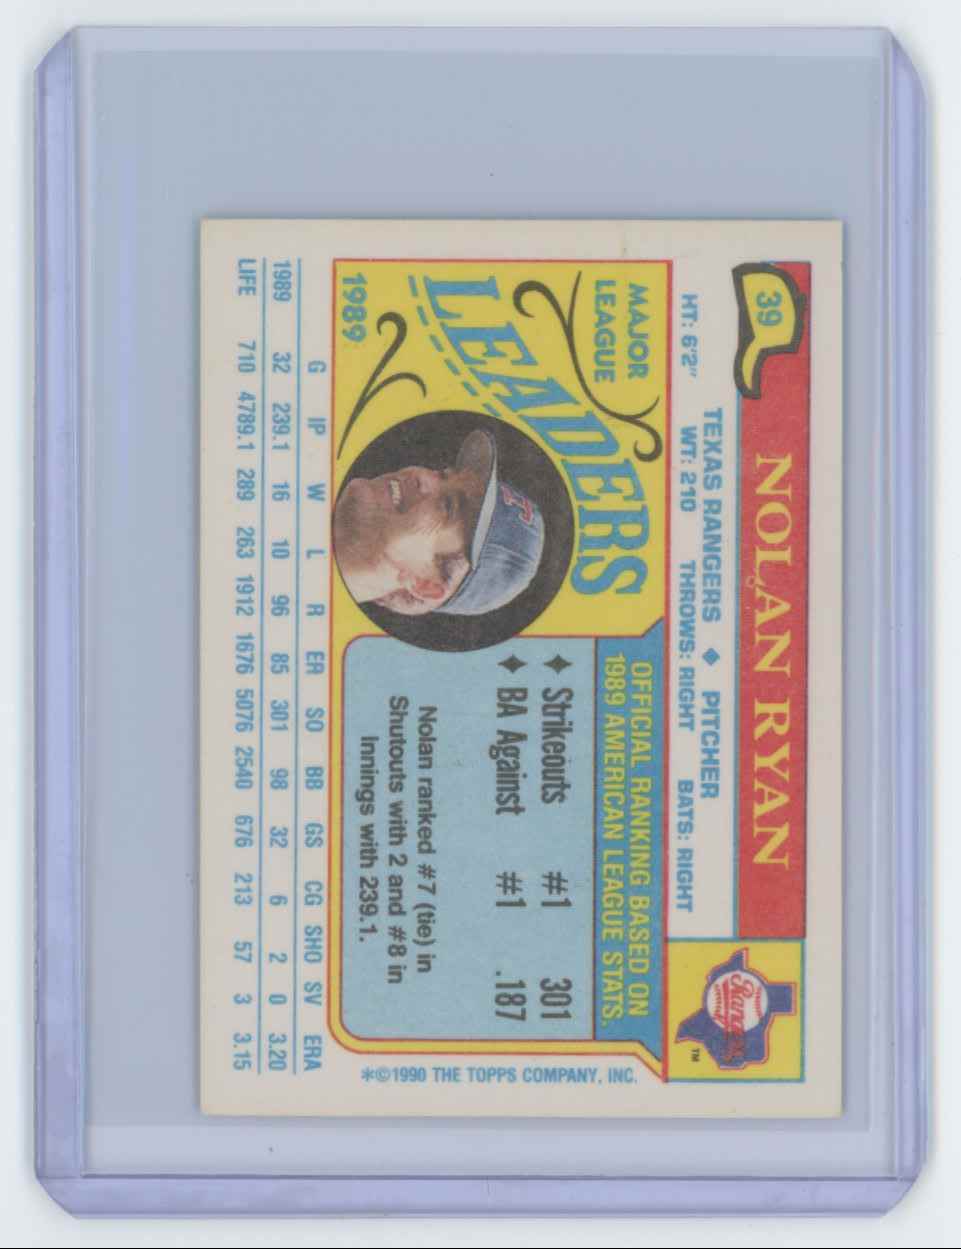 39
NOLAN RYAN
TEXAS RANGERS ◆ PITCHER
HT: 6'2" WT: 210 THROWS: RIGHT BATS: RIGHT
Rangers
TM
MAJOR
LEAGUE
LEADERS
1989
T
OFFICIAL RANKING BASED ON
1989 AMERICAN LEAGUE STATS.
◆ Strikeouts #1 301
◆ BA Against #1 .187
Nolan ranked #7 (tie) in
Shutouts with 2 and #8 in
Innings with 239.1.
*©1990 THE TOPPS COMPANY, INC.
G IP W L R ER SO BB GS CG SHO SV ERA
1989 32 239.1 16 10 96 85 301 98 32 6 2 0 3.20
LIFE 710 4789.1 289 263 1912 1676 5076 2540 676 213 57 3 3.15